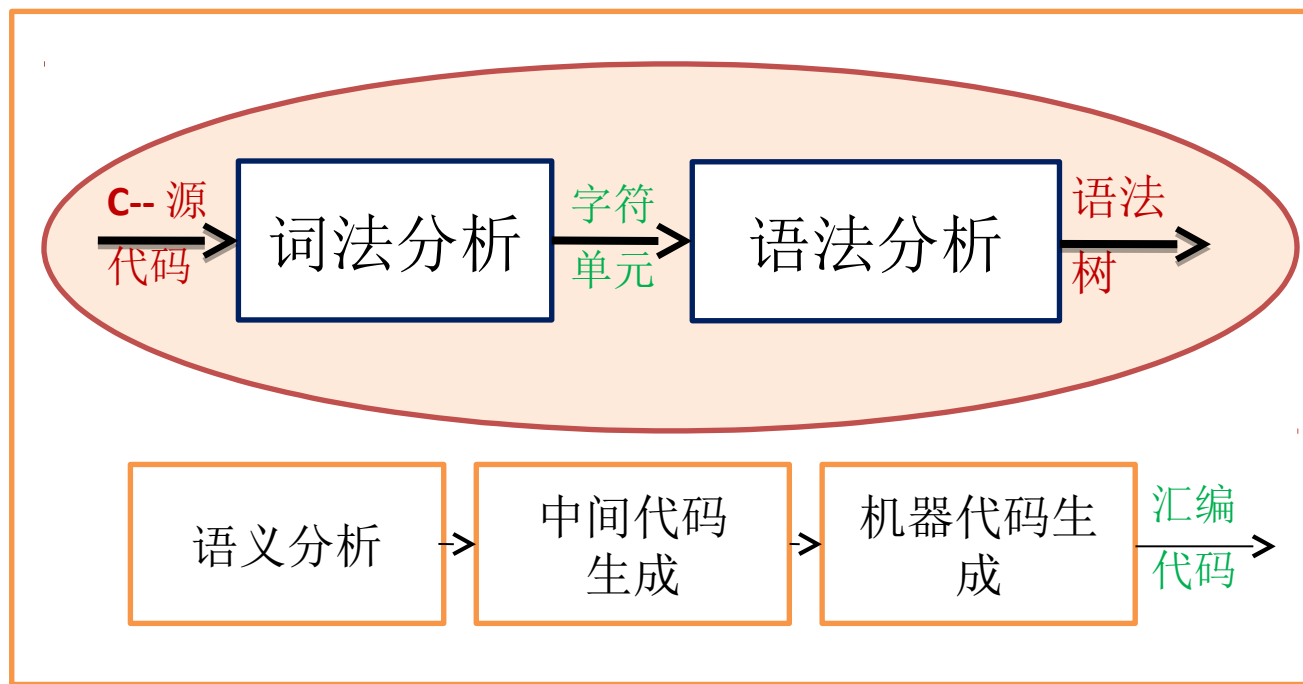 C-- 源
代码
词法分析
字符
单元
语法分析
语法
树
语义分析
中间代码
生成
机器代码生
成
汇编
代码